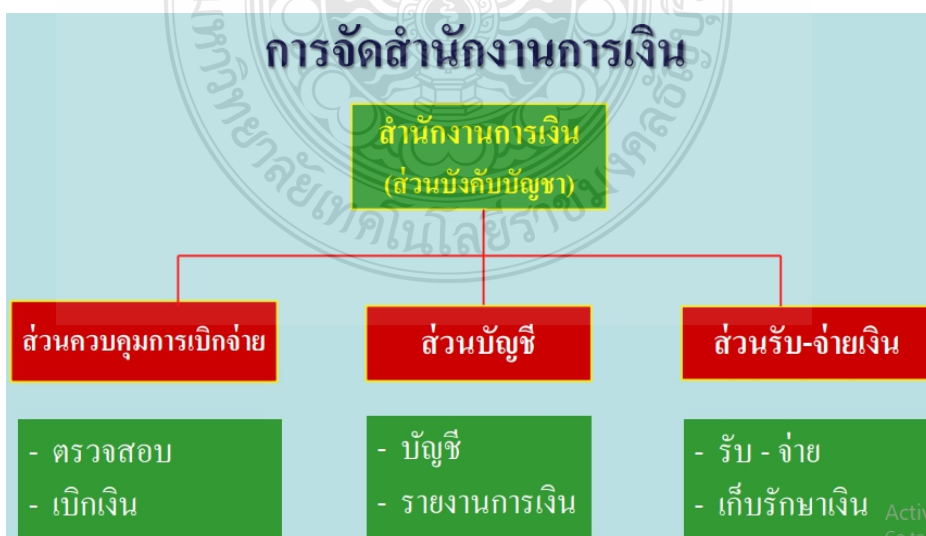 การจัดสำนักงานการเงิน
สำนักงานการเงิน
(ส่วนบังคับบัญชา)
ส่วนควบคุมการเบิกจ่าย
ส่วนบัญชี
ส่วนรับ-จ่ายเงิน
- ตรวจสอบ
- เบิกเงิน
- บัญชี
- รายงานการเงิน
- รับ - จ่าย
- เก็บรักษาเงิน